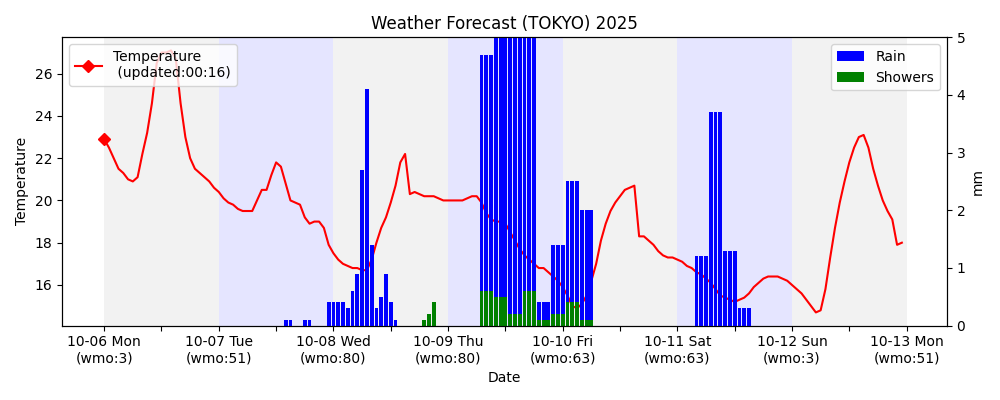 Weather Forecast (TOKYO) 2025
Temperature
(updated:00:16)
Rain
Showers
26
24
22
20
18
16
Temperature
5
4
3
2
1
0
mm
10-06 Mon
(wmo:3)
10-07 Tue
(wmo:51)
10-08 Wed
(wmo:80)
10-09 Thu
(wmo:80)
10-10 Fri
(wmo:63)
10-11 Sat
(wmo:63)
10-12 Sun
(wmo:3)
10-13 Mon
(wmo:51)
Date